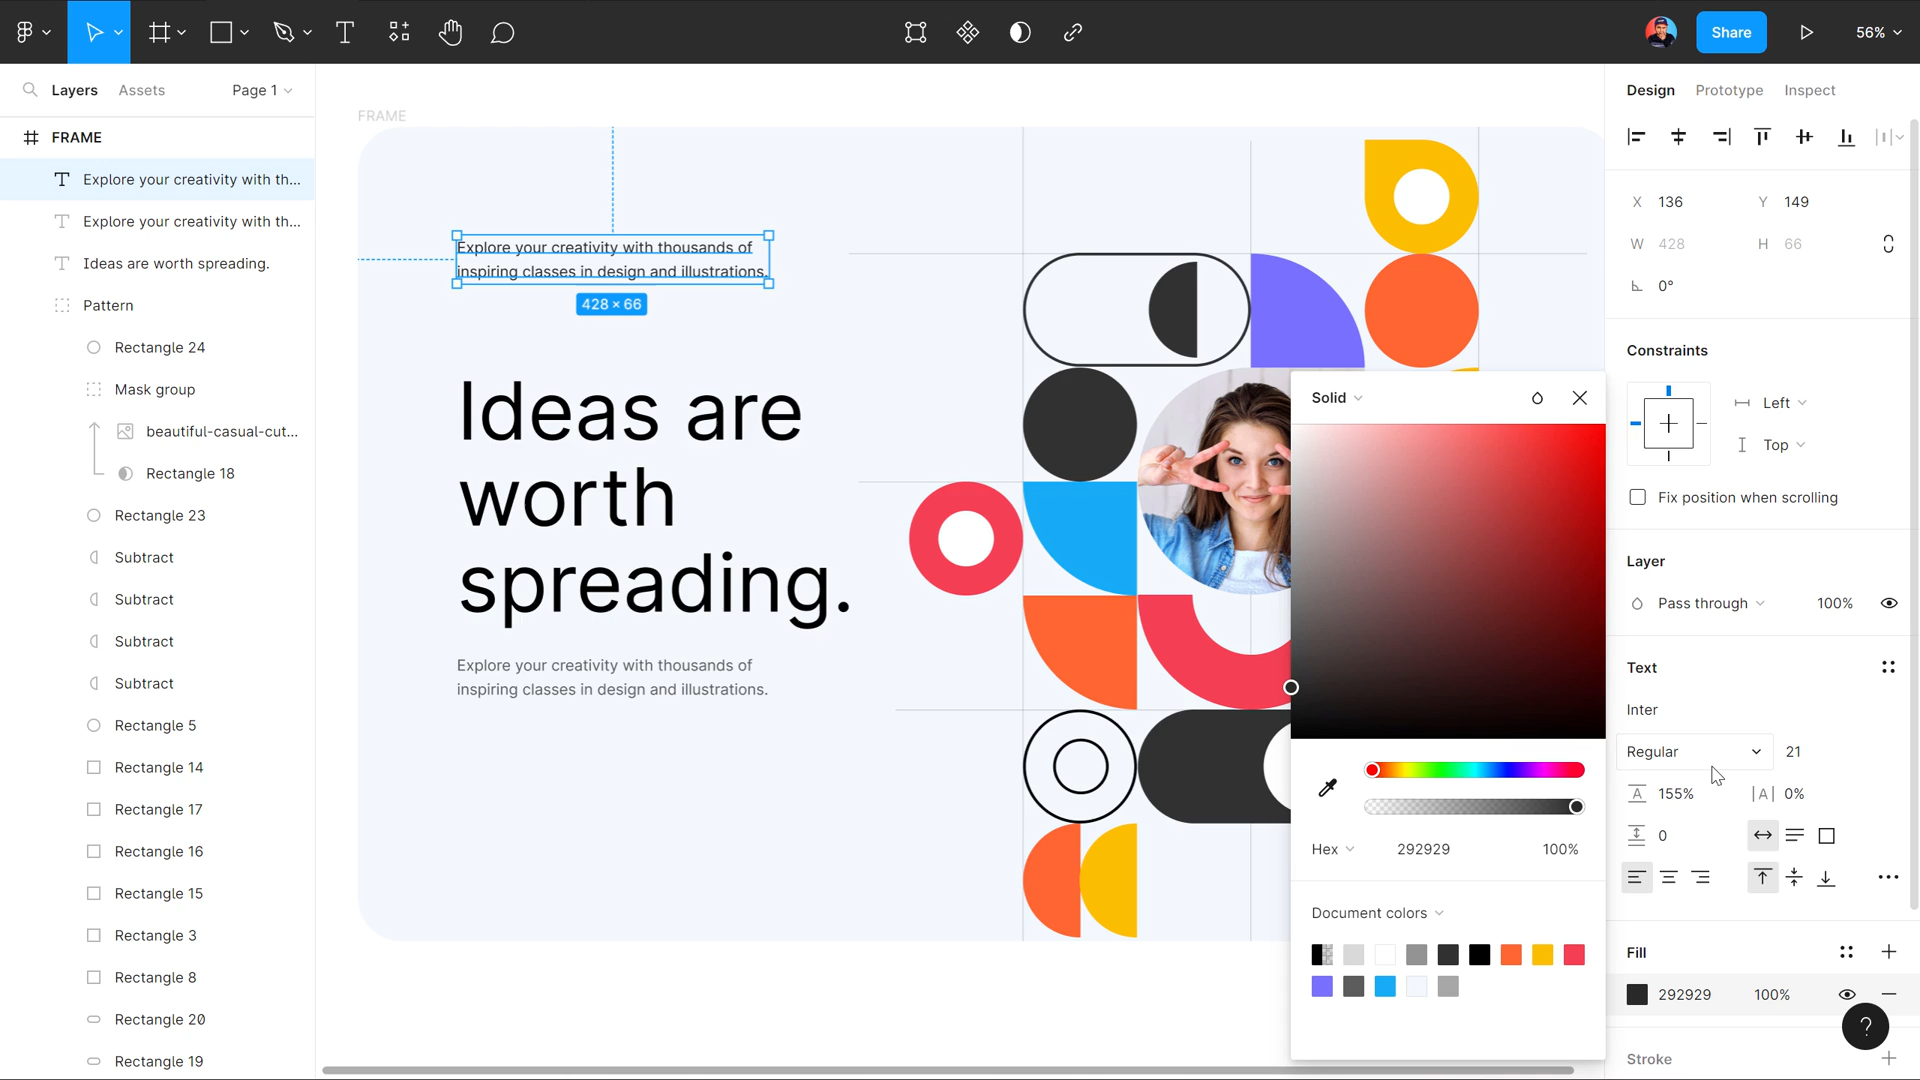 Share
56%
Layers
Assets
Page 1
FRAME
Explore your creativity with th...
Explore your creativity with th...
Ideas are worth spreading.
Pattern
Rectangle 24
Mask group
beautiful-casual-cut...
Rectangle 18
Rectangle 23
Subtract
Subtract
Subtract
Subtract
Rectangle 5
Rectangle 14
Rectangle 17
Rectangle 16
Rectangle 15
Rectangle 3
Rectangle 8
Rectangle 20
Rectangle 19
FRAME
Explore your creativity with thousands of
inspiring classes in design and illustrations.
428 × 66
Ideas are
worth
spreading.
Explore your creativity with thousands of
inspiring classes in design and illustrations.
Solid
Hex
292929
100%
Document colors
Design
Prototype
Inspect
X 136
Y 149
W 428
H 66
0°
Constraints
Left
Top
Fix position when scrolling
Layer
Pass through
100%
Text
Inter
Regular
21
155%
|A| 0%
0
Fill
292929
100%
?
Stroke